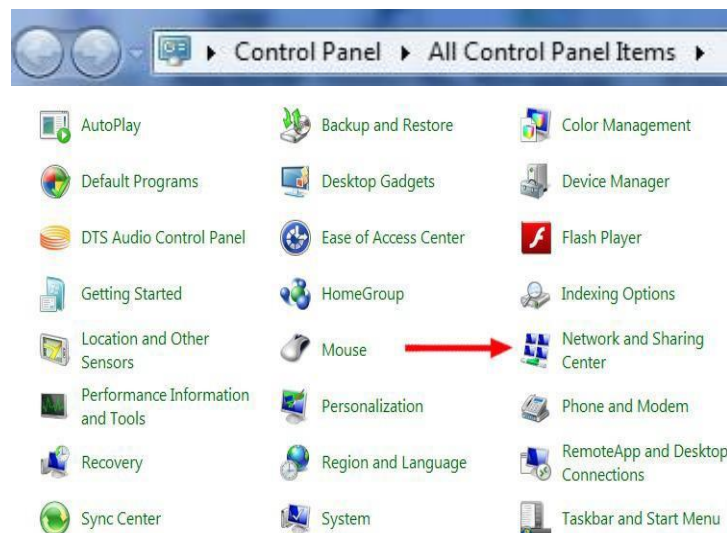 Control Panel ▸ All Control Panel Items ▸
AutoPlay
Backup and Restore
Color Management
Default Programs
Desktop Gadgets
Device Manager
DTS Audio Control Panel
Ease of Access Center
Flash Player
Getting Started
HomeGroup
Indexing Options
Location and Other
Sensors
Mouse
Network and Sharing
Center
Performance Information
and Tools
Personalization
Phone and Modem
Recovery
Region and Language
RemoteApp and Desktop
Connections
Sync Center
System
Taskbar and Start Menu